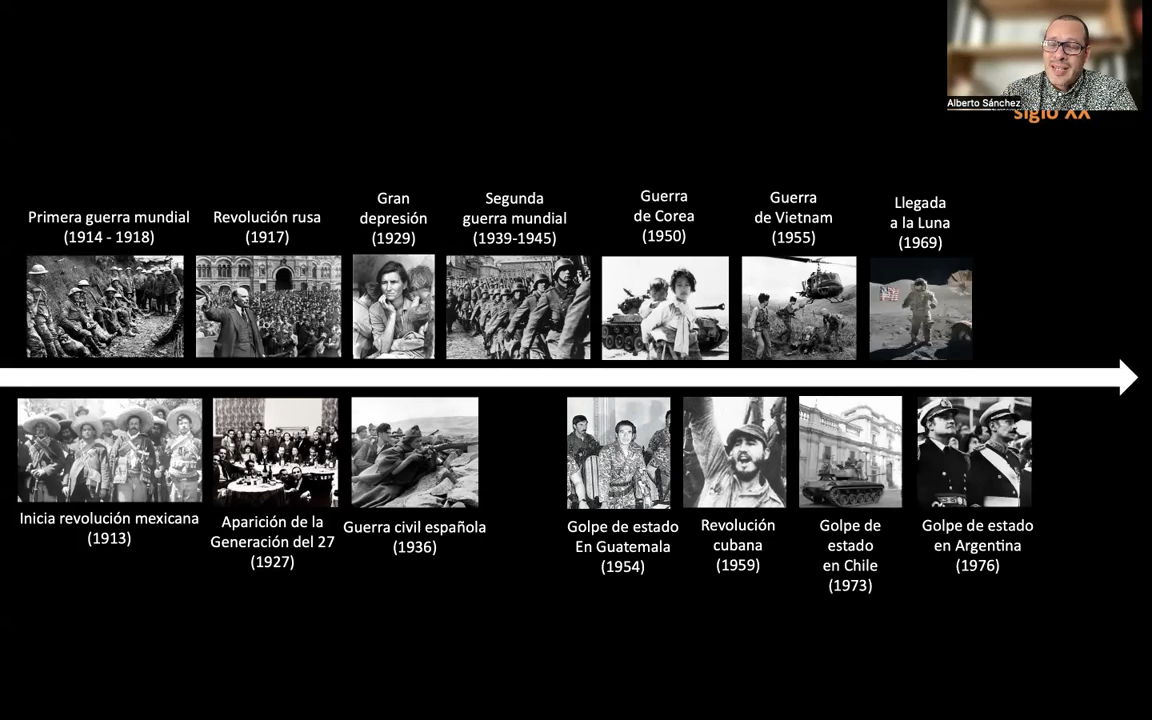 Alberto Sánchez
siglo XX
Primera guerra mundial
(1914 - 1918)
Revolución rusa
(1917)
Gran
depresión
(1929)
Segunda
guerra mundial
(1939-1945)
Guerra
de Corea
(1950)
Guerra
de Vietnam
(1955)
Llegada
a la Luna
(1969)
Inicia revolución mexicana
(1913)
Aparición de la
Generación del 27
(1927)
Guerra civil española
(1936)
Golpe de estado
En Guatemala
(1954)
Revolución
cubana
(1959)
Golpe de
estado
en Chile
(1973)
Golpe de estado
en Argentina
(1976)